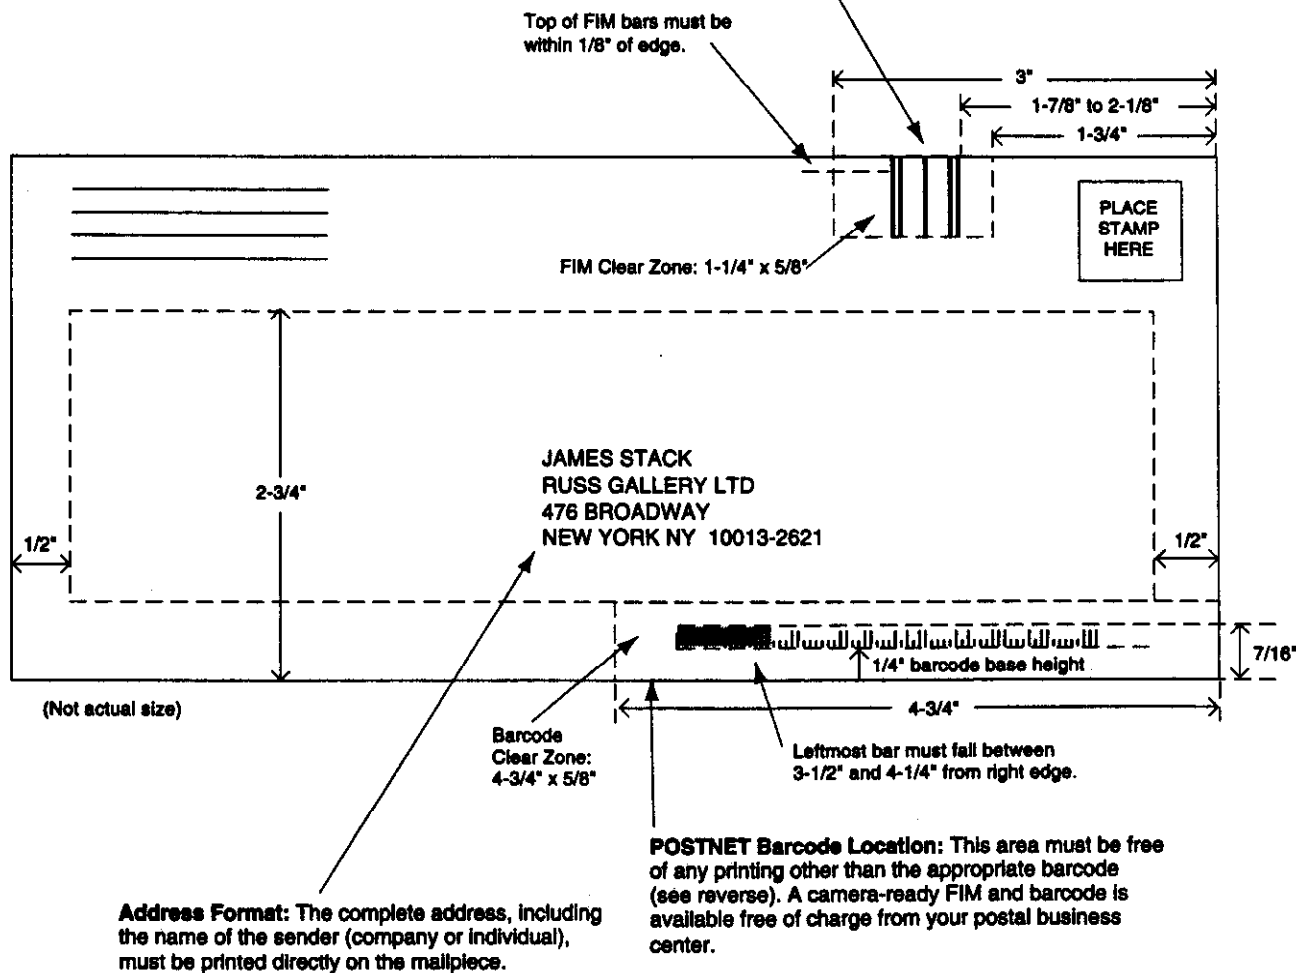 Top of FIM bars must be
within 1/8" of edge.
3"
1-7/8" to 2-1/8"
1-3/4"
PLACE
STAMP
HERE
FIM Clear Zone: 1-1/4" x 5/8"
JAMES STACK
RUSS GALLERY LTD
476 BROADWAY
NEW YORK NY 10013-2621
2-3/4"
1/2"
1/2"
1/4" barcode base height
7/16"
(Not actual size)
4-3/4"
Barcode
Clear Zone:
4-3/4" x 5/8"
Leftmost bar must fall between
3-1/2" and 4-1/4" from right edge.
POSTNET Barcode Location: This area must be free
of any printing other than the appropriate barcode
(see reverse). A camera-ready FIM and barcode is
available free of charge from your postal business
center.
Address Format: The complete address, including
the name of the sender (company or individual),
must be printed directly on the mailpiece.